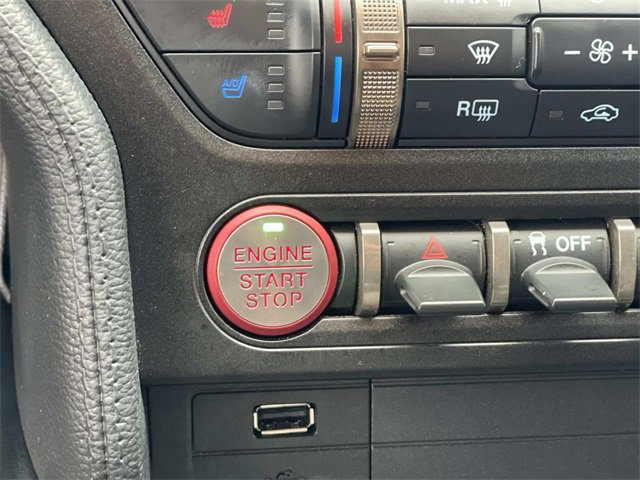 A/C
R
ENGINE
START
STOP
OFF